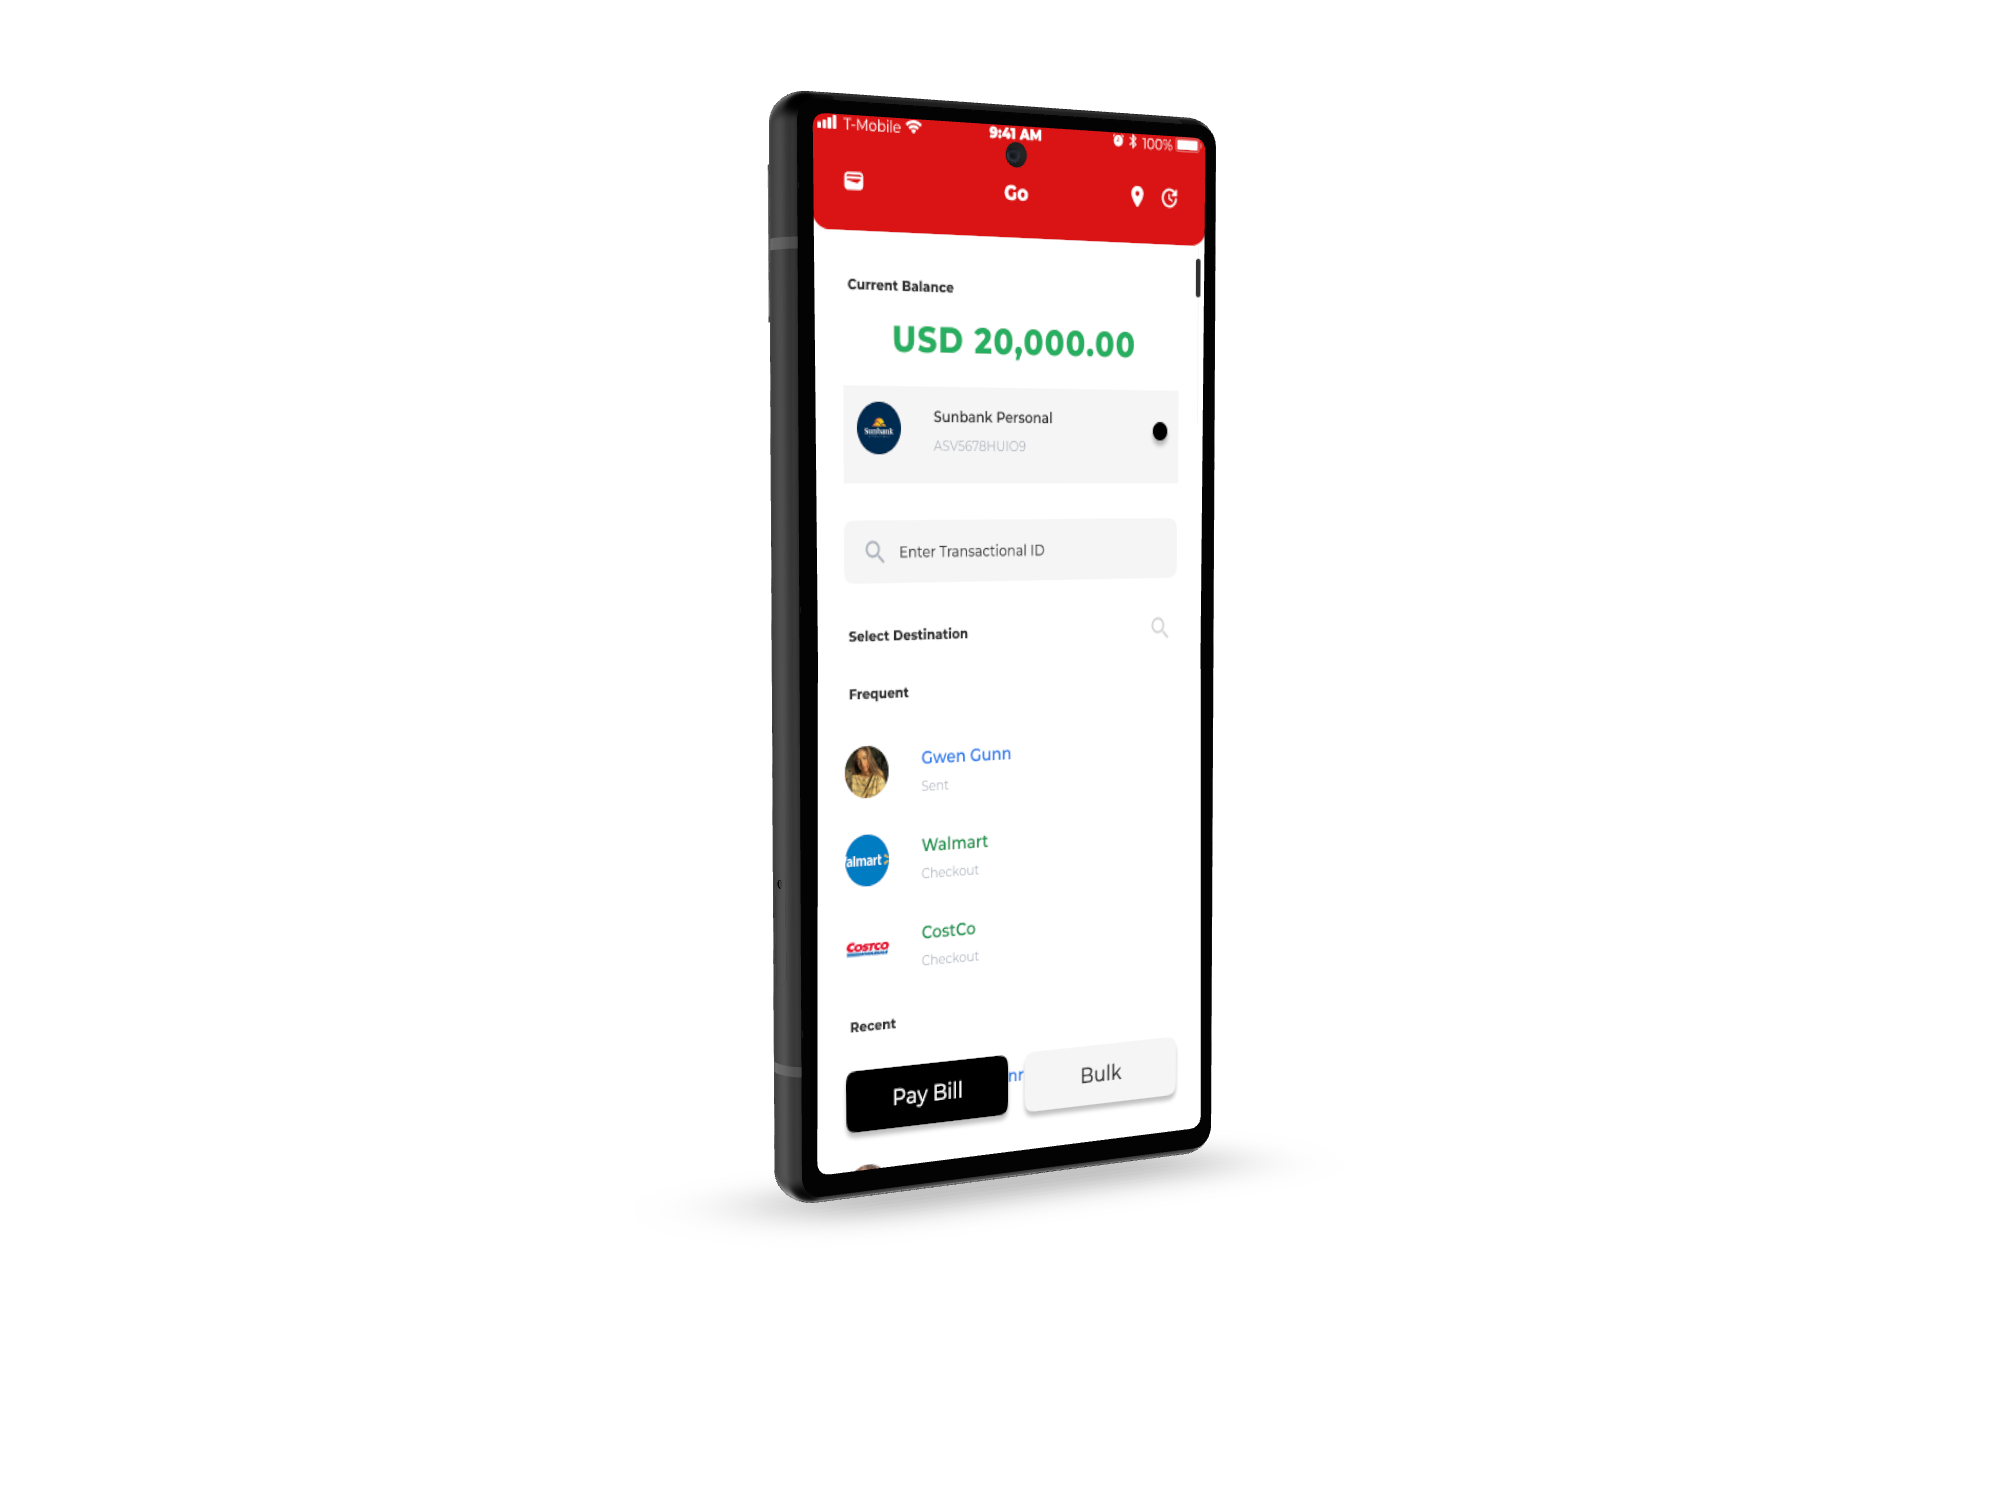 T-Mobile 9:41 AM 100%
Go
Current Balance
USD 20,000.00
Sunbank
Sunbank Personal
ASV5678HUIO9
Enter Transactional ID
Select Destination
Frequent
Gwen Gunn
Sent
almart
Walmart
Checkout
COSTCO
WHOLESALE
CostCo
Checkout
Recent
Pay Bill
Bulk